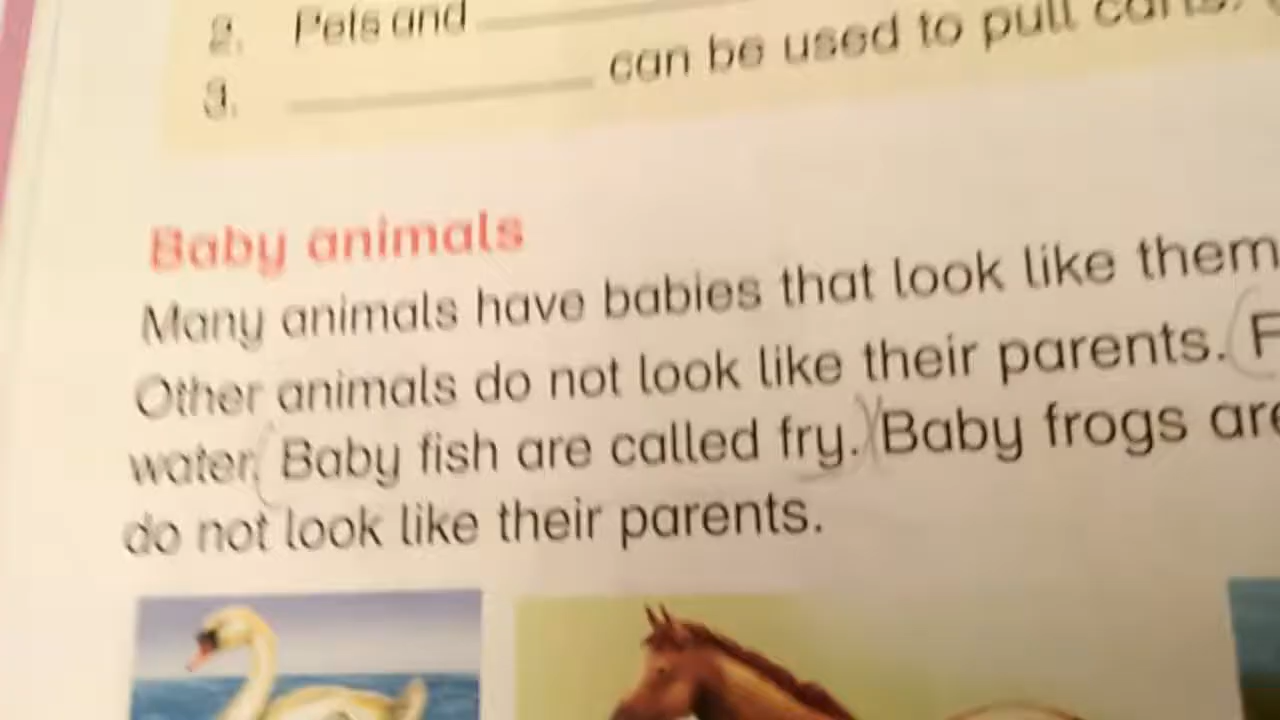 2. Pets and
3. __________ can be used to pull carts.
Baby animals
Many animals have babies that look like them
Other animals do not look like their parents. F
water. Baby fish are called fry. Baby frogs are
do not look like their parents.